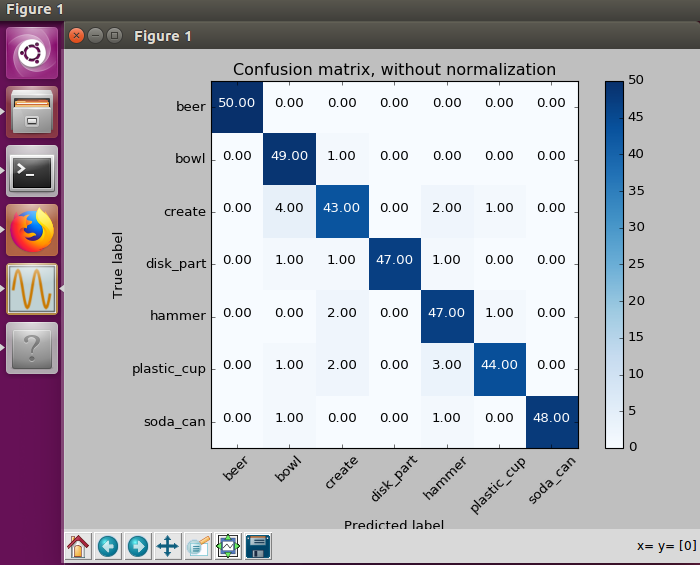 Figure 1
Figure 1
Confusion matrix, without normalization
beer 50.00 0.00 0.00 0.00 0.00 0.00 0.00
bowl 0.00 49.00 1.00 0.00 0.00 0.00 0.00
create 0.00 4.00 43.00 0.00 2.00 1.00 0.00
disk_part 0.00 1.00 1.00 47.00 1.00 0.00 0.00
hammer 0.00 0.00 2.00 0.00 47.00 1.00 0.00
plastic_cup 0.00 1.00 2.00 0.00 3.00 44.00 0.00
soda_can 0.00 1.00 0.00 0.00 1.00 0.00 48.00
True label
beer bowl create disk_part hammer plastic_cup soda_can
Predicted label
50
45
40
35
30
25
20
15
10
5
0
x= y= [0]